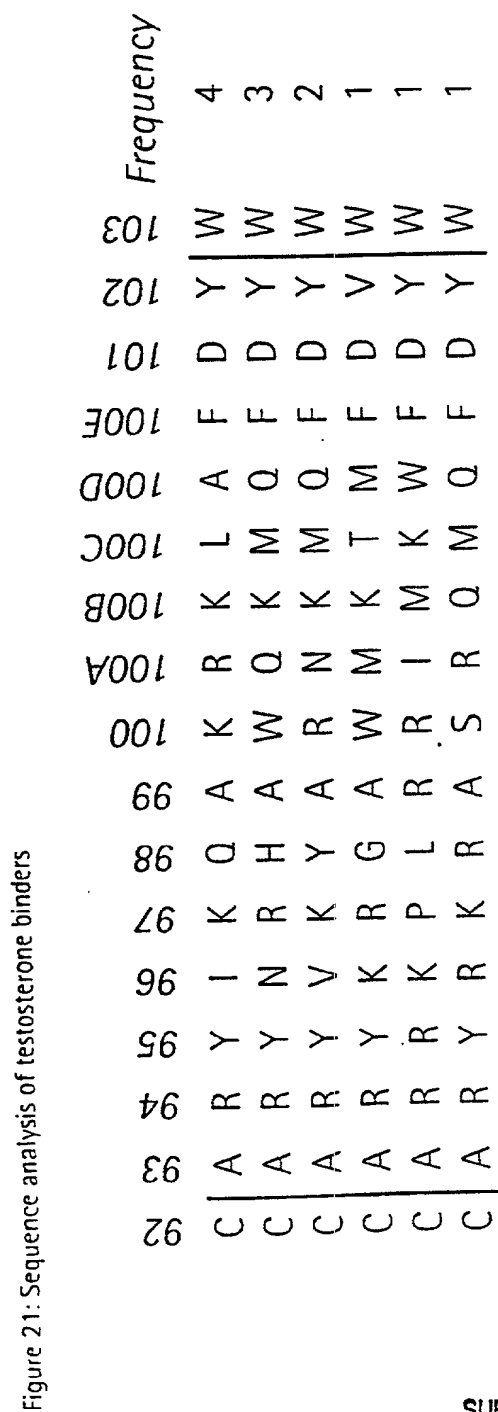 Figure 21: Sequence analysis of testosterone binders
92 93 94 95 96 97 98 99 100 100A 100B 100C 100D 100E 101 102 103 Frequency
C A R Y I K Q A K R K L A F D Y W 4
C A R Y N R H A W Q K M Q F D Y W 3
C A R Y V K Y A R N K M Q F D Y W 2
C A R Y K R G A W M K T M F D V W 1
C A R R K P L R R I M K W F D Y W 1
C A R Y R K R A S R Q M Q F D Y W 1